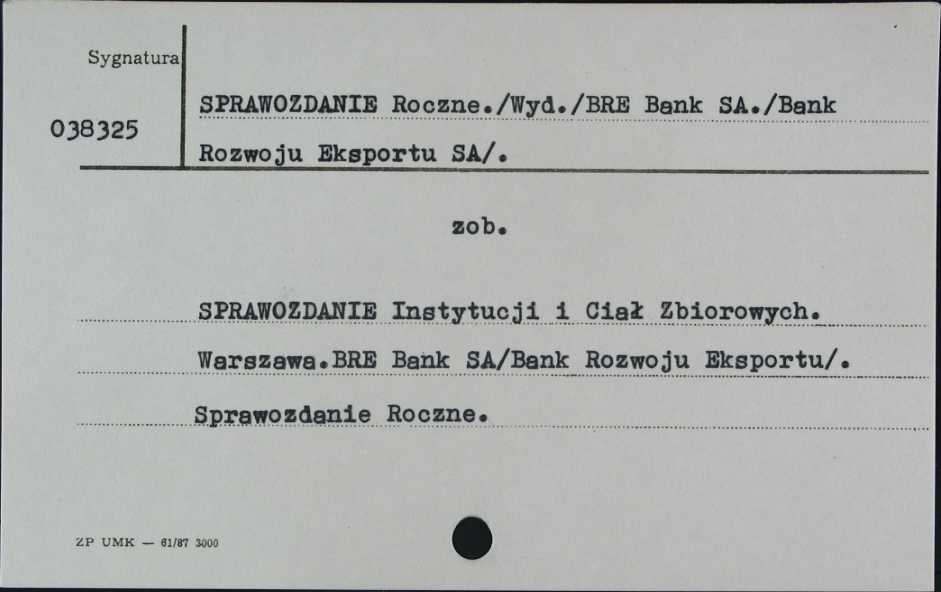 Sygnatura
038325
SPRAWOZDANIE Roczne./Wyd./BRE Bank SA./Bank
Rozwoju Eksportu SA/.
zob.
SPRAWOZDANIE Instytucji i Ciał Zbiorowych.
Warszawa.BRE Bank SA/Bank Rozwoju Eksportu/.
Sprawozdanie Roczne.
ZP UMK — 61/87 3000